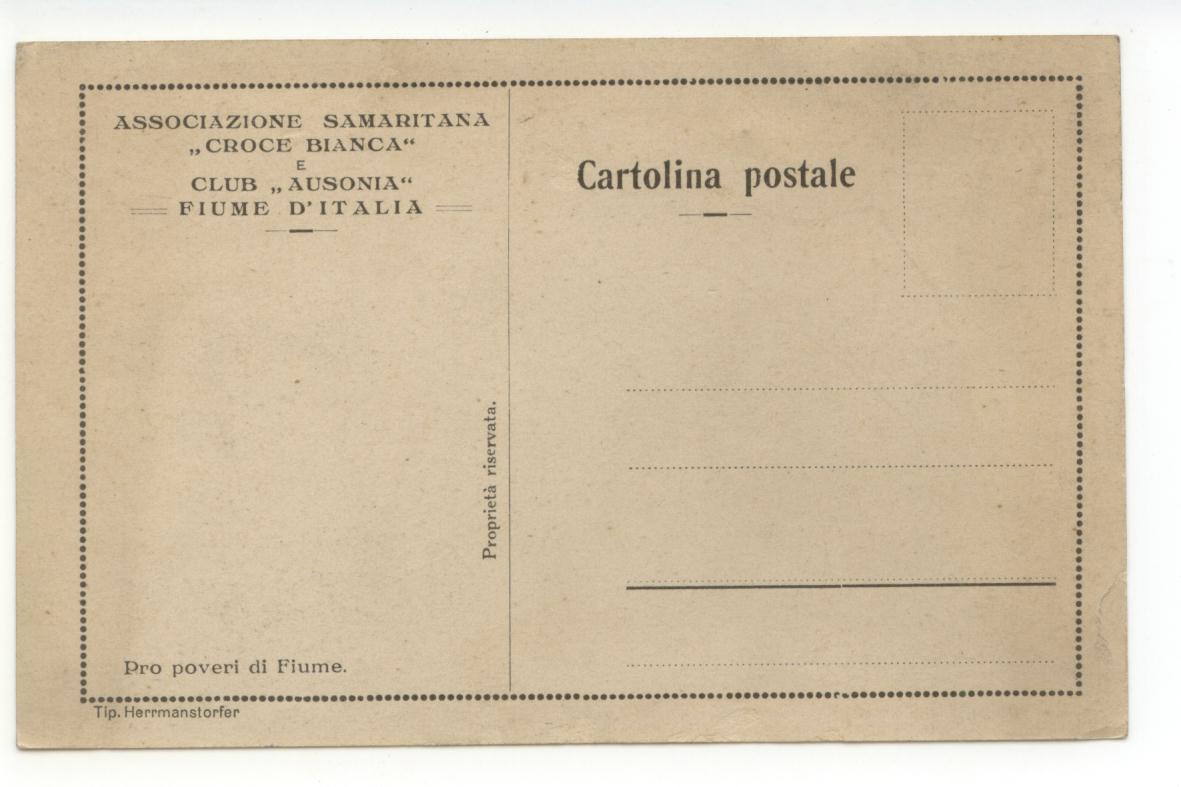 ASSOCIAZIONE SAMARITANA
„CROCE BIANCA“
E
CLUB „AUSONIA“
FIUME D'ITALIA
Cartolina postale
Proprietà riservata.
Pro poveri di Fiume.
Tip. Herrmanstorfer